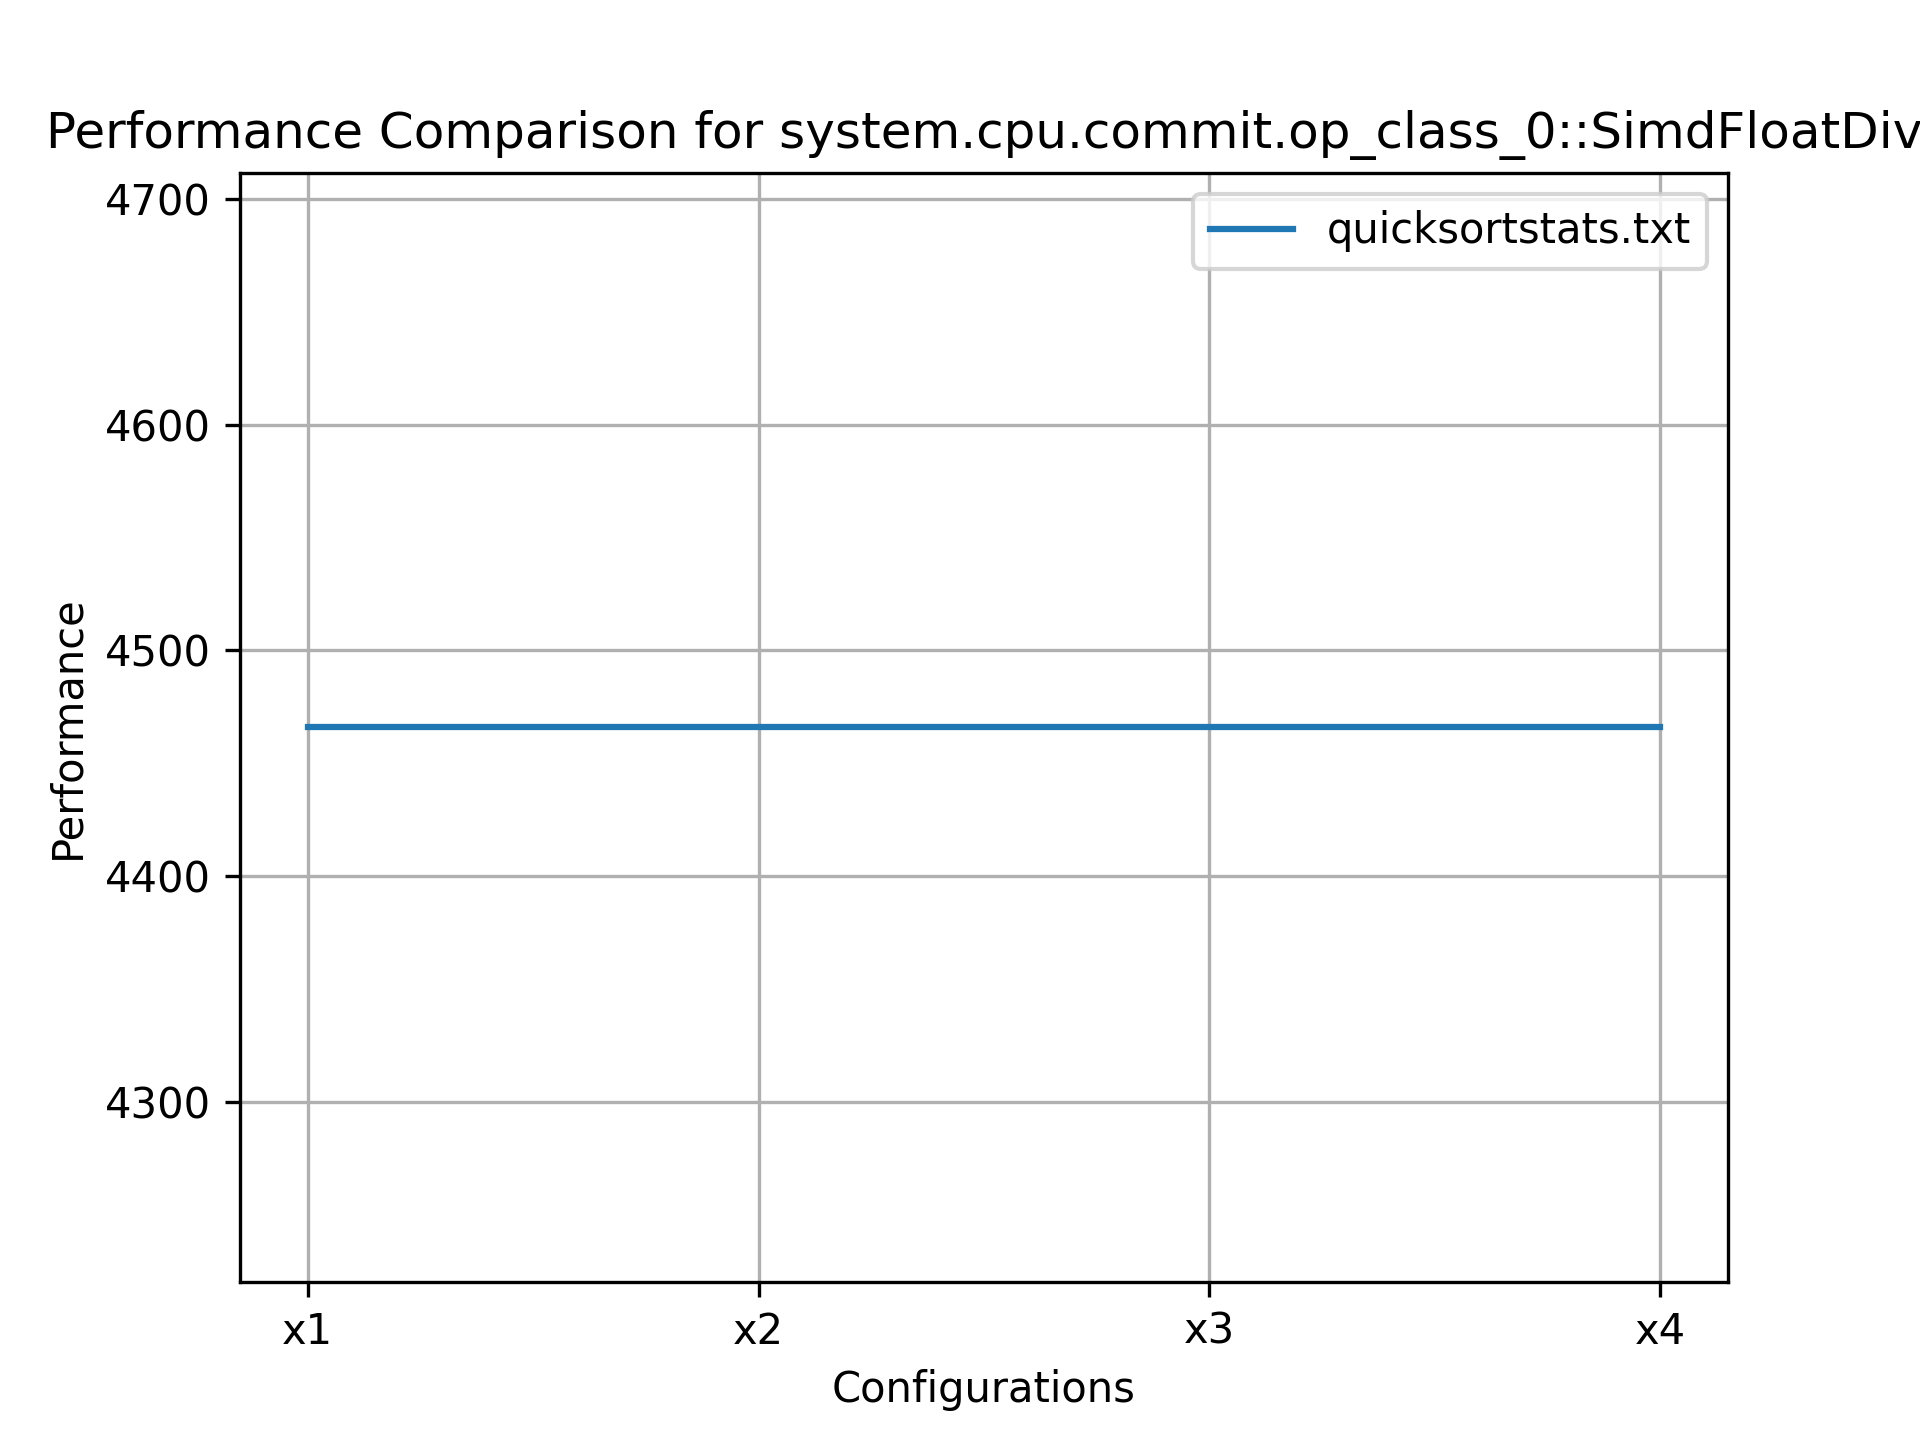 Performance Comparison for system.cpu.commit.op_class_0::SimdFloatDiv
4700
quicksortstats.txt
4600
4500
4400
4300
Performance
x1 x2 x3 x4
Configurations